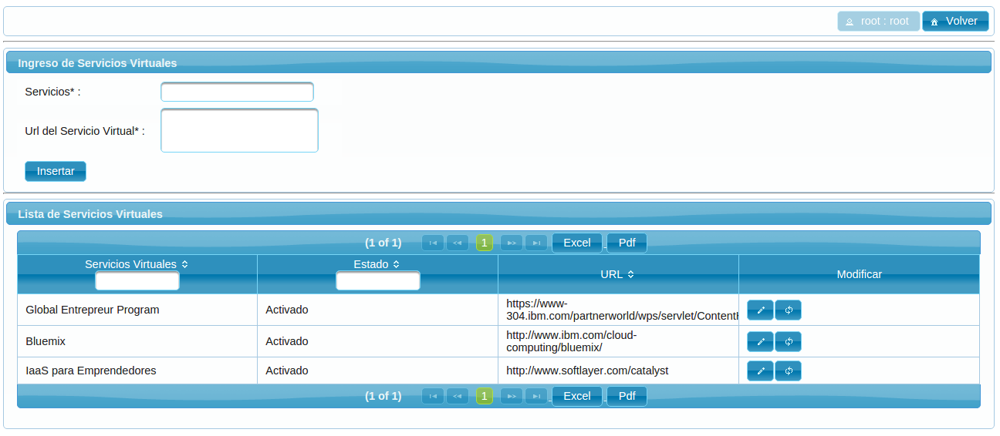 root : root Volver
Ingreso de Servicios Virtuales
Servicios* :
Url del Servicio Virtual* :
Insertar
Lista de Servicios Virtuales
(1 of 1) 1 Excel Pdf
Servicios Virtuales Estado URL Modificar
Global Entrepreur Program Activado https://www-
304.ibm.com/partnerworld/wps/servlet/Content
Bluemix Activado http://www.ibm.com/cloud-
computing/bluemix/
IaaS para Emprendedores Activado http://www.softlayer.com/catalyst
(1 of 1) 1 Excel Pdf